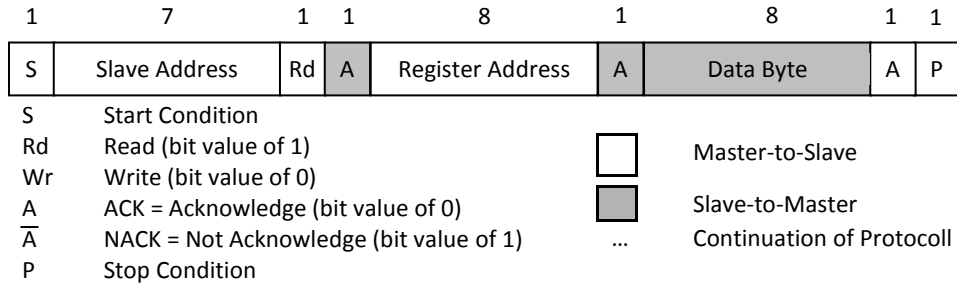 1 7 1 1 8 1 8 1 1
S Slave Address Rd A Register Address A Data Byte A P
S Start Condition
Rd Read (bit value of 1)
Wr Write (bit value of 0)
A ACK = Acknowledge (bit value of 0)
A̅ NACK = Not Acknowledge (bit value of 1)
P Stop Condition
Master-to-Slave
Slave-to-Master
... Continuation of Protocoll